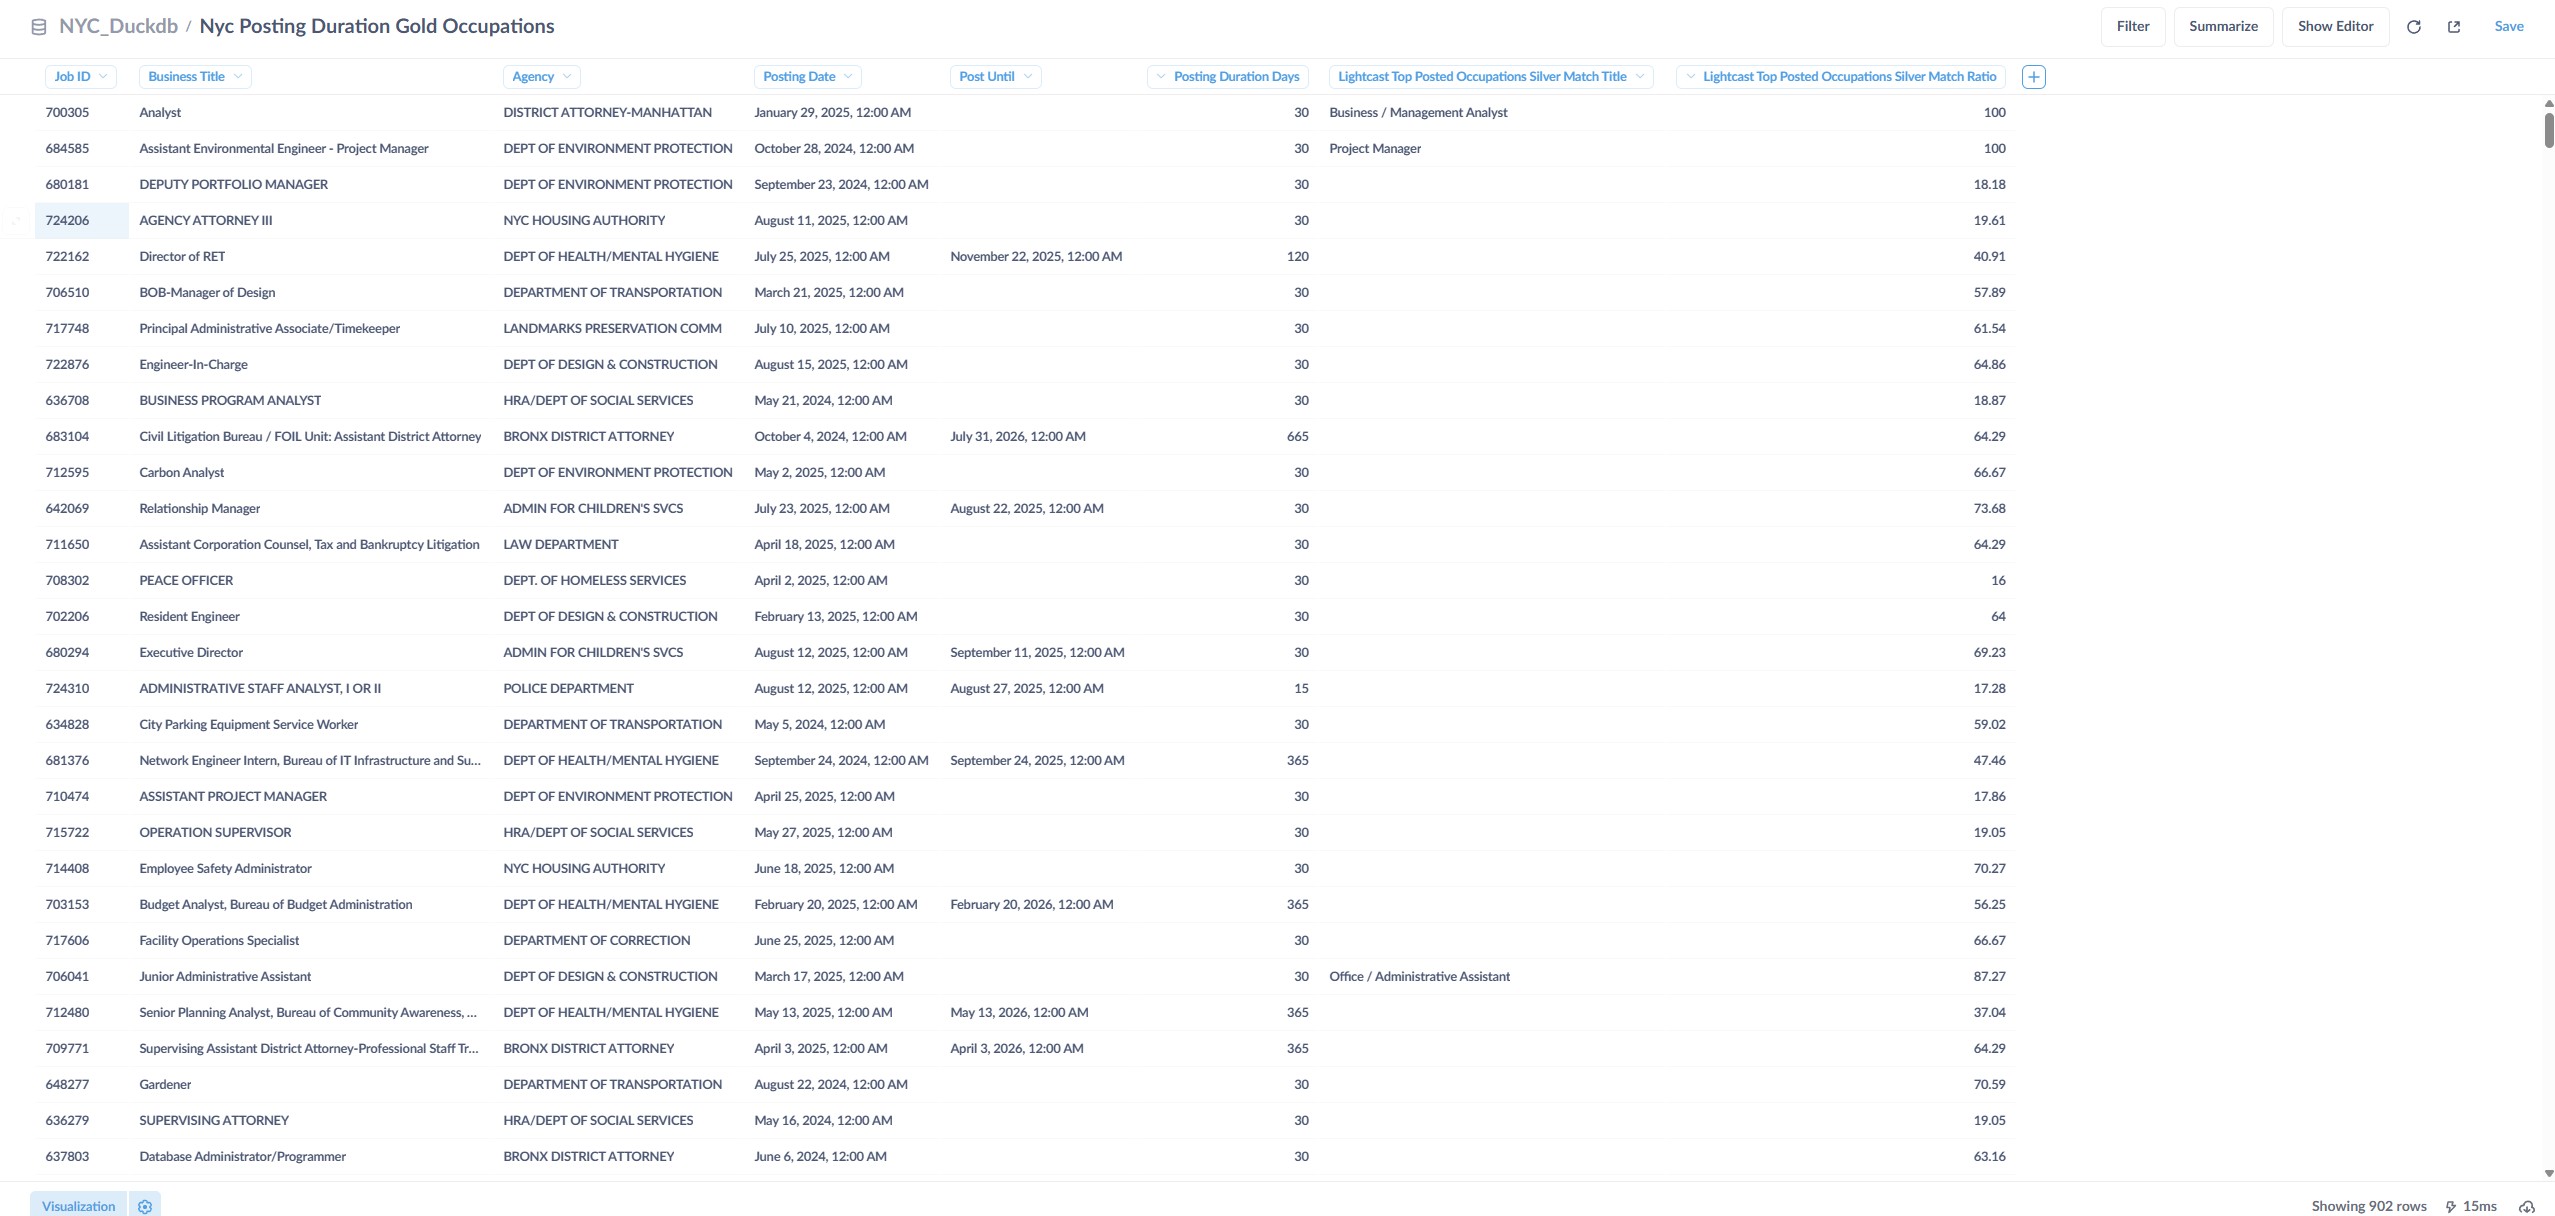 NYC_Duckdb / Nyc Posting Duration Gold Occupations Filter Summarize Show Editor Save
Job ID Business Title Agency Posting Date Post Until Posting Duration Days Lightcast Top Posted Occupations Silver Match Title Lightcast Top Posted Occupations Silver Match Ratio
700305 Analyst DISTRICT ATTORNEY-MANHATTAN January 29, 2025, 12:00 AM 30 Business / Management Analyst 100
684585 Assistant Environmental Engineer - Project Manager DEPT OF ENVIRONMENT PROTECTION October 28, 2024, 12:00 AM 30 Project Manager 100
680181 DEPUTY PORTFOLIO MANAGER DEPT OF ENVIRONMENT PROTECTION September 23, 2024, 12:00 AM 30 18.18
724206 AGENCY ATTORNEY III NYC HOUSING AUTHORITY August 11, 2025, 12:00 AM 30 19.61
722162 Director of RET DEPT OF HEALTH/MENTAL HYGIENE July 25, 2025, 12:00 AM November 22, 2025, 12:00 AM 120 40.91
706510 BOB-Manager of Design DEPARTMENT OF TRANSPORTATION March 21, 2025, 12:00 AM 30 57.89
717748 Principal Administrative Associate/Timekeeper LANDMARKS PRESERVATION COMM July 10, 2025, 12:00 AM 30 61.54
722876 Engineer-In-Charge DEPT OF DESIGN & CONSTRUCTION August 15, 2025, 12:00 AM 30 64.86
636708 BUSINESS PROGRAM ANALYST HRA/DEPT OF SOCIAL SERVICES May 21, 2024, 12:00 AM 30 18.87
683104 Civil Litigation Bureau / FOIL Unit: Assistant District Attorney BRONX DISTRICT ATTORNEY October 4, 2024, 12:00 AM July 31, 2026, 12:00 AM 665 64.29
712595 Carbon Analyst DEPT OF ENVIRONMENT PROTECTION May 2, 2025, 12:00 AM 30 66.67
642069 Relationship Manager ADMIN FOR CHILDREN'S SVCS July 23, 2025, 12:00 AM August 22, 2025, 12:00 AM 30 73.68
711650 Assistant Corporation Counsel, Tax and Bankruptcy Litigation LAW DEPARTMENT April 18, 2025, 12:00 AM 30 64.29
708302 PEACE OFFICER DEPT. OF HOMELESS SERVICES April 2, 2025, 12:00 AM 30 16
702206 Resident Engineer DEPT OF DESIGN & CONSTRUCTION February 13, 2025, 12:00 AM 30 64
680294 Executive Director ADMIN FOR CHILDREN'S SVCS August 12, 2025, 12:00 AM September 11, 2025, 12:00 AM 30 69.23
724310 ADMINISTRATIVE STAFF ANALYST, I OR II POLICE DEPARTMENT August 12, 2025, 12:00 AM August 27, 2025, 12:00 AM 15 17.28
634828 City Parking Equipment Service Worker DEPARTMENT OF TRANSPORTATION May 5, 2024, 12:00 AM 30 59.02
681376 Network Engineer Intern, Bureau of IT Infrastructure and Su... DEPT OF HEALTH/MENTAL HYGIENE September 24, 2024, 12:00 AM September 24, 2025, 12:00 AM 365 47.46
710474 ASSISTANT PROJECT MANAGER DEPT OF ENVIRONMENT PROTECTION April 25, 2025, 12:00 AM 30 17.86
715722 OPERATION SUPERVISOR HRA/DEPT OF SOCIAL SERVICES May 27, 2025, 12:00 AM 30 19.05
714408 Employee Safety Administrator NYC HOUSING AUTHORITY June 18, 2025, 12:00 AM 30 70.27
703153 Budget Analyst, Bureau of Budget Administration DEPT OF HEALTH/MENTAL HYGIENE February 20, 2025, 12:00 AM February 20, 2026, 12:00 AM 365 56.25
717606 Facility Operations Specialist DEPARTMENT OF CORRECTION June 25, 2025, 12:00 AM 30 66.67
706041 Junior Administrative Assistant DEPT OF DESIGN & CONSTRUCTION March 17, 2025, 12:00 AM 30 Office / Administrative Assistant 87.27
712480 Senior Planning Analyst, Bureau of Community Awareness, ... DEPT OF HEALTH/MENTAL HYGIENE May 13, 2025, 12:00 AM May 13, 2026, 12:00 AM 365 37.04
709771 Supervising Assistant District Attorney-Professional Staff Tr... BRONX DISTRICT ATTORNEY April 3, 2025, 12:00 AM April 3, 2026, 12:00 AM 365 64.29
648277 Gardener DEPARTMENT OF TRANSPORTATION August 22, 2024, 12:00 AM 30 70.59
636279 SUPERVISING ATTORNEY HRA/DEPT OF SOCIAL SERVICES May 16, 2024, 12:00 AM 30 19.05
637803 Database Administrator/Programmer BRONX DISTRICT ATTORNEY June 6, 2024, 12:00 AM 30 63.16
Visualization Showing 902 rows 15ms